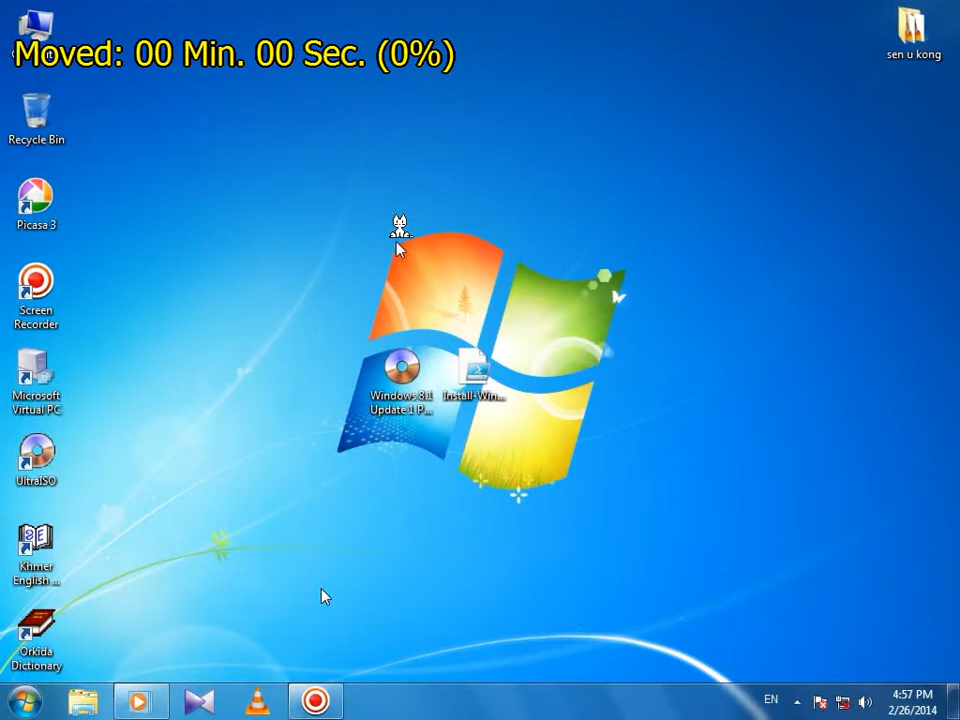 Moved: 00 Min. 00 Sec. (0%)
sen u kong
Recycle Bin
Picasa 3
Screen
Recorder
Microsoft
Virtual PC
Windows 8.1
Update 1 P...
Install-Win...
UltraISO
Khmer
English ...
Orkida
Dictionary
EN
4:57 PM
2/26/2014